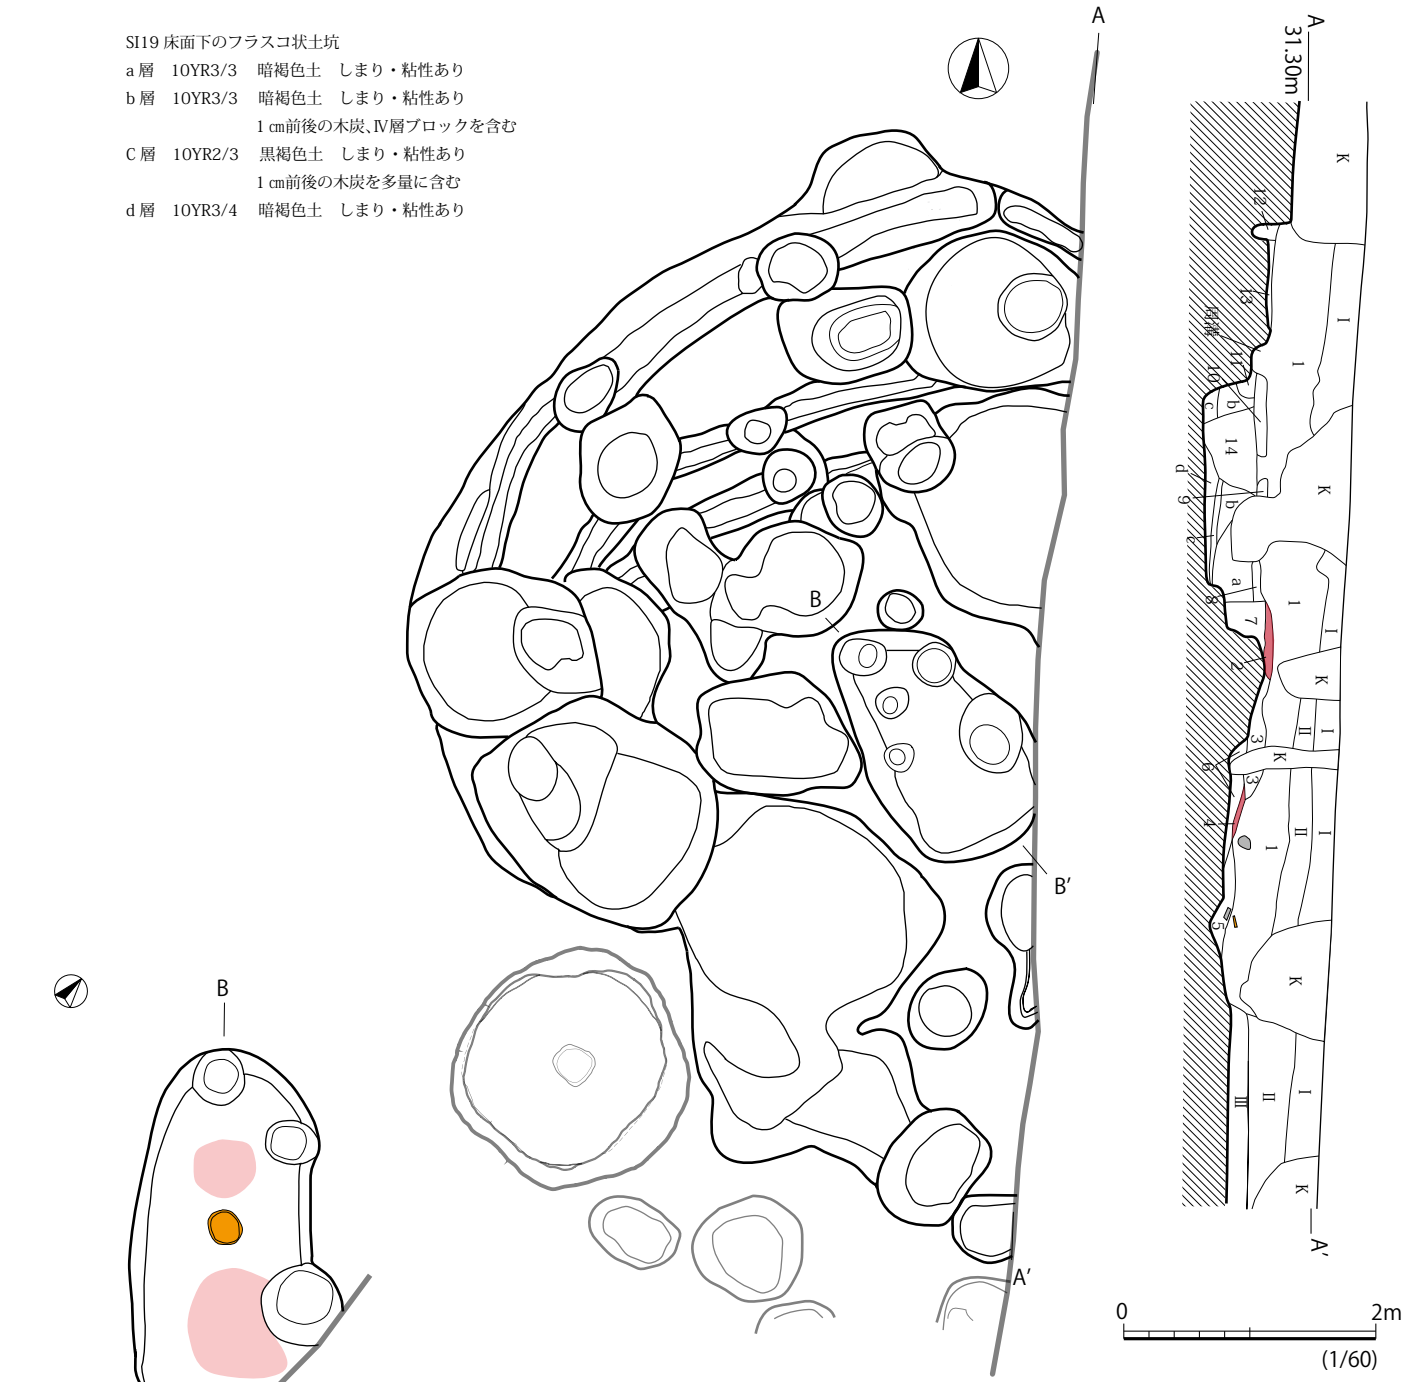 SI19 床面下のフラスコ状土坑
a 層 10YR3/3 暗褐色土 しまり・粘性あり
b 層 10YR3/3 暗褐色土 しまり・粘性あり
1 ㎝前後の木炭、Ⅳ層ブロックを含む
C 層 10YR2/3 黒褐色土 しまり・粘性あり
1 ㎝前後の木炭を多量に含む
d 層 10YR3/4 暗褐色土 しまり・粘性あり
A
A
31.30m
K
12
13
I
周溝
1
11
10
c
b
14
d
9
b
K
c
a
8
1
7
I
2
K
3
Ⅱ
I
K
6
3
4
1
Ⅱ
I
5
K
Ⅲ
Ⅱ
I
K
A′
B
B′
A′
B
0
2m
(1/60)